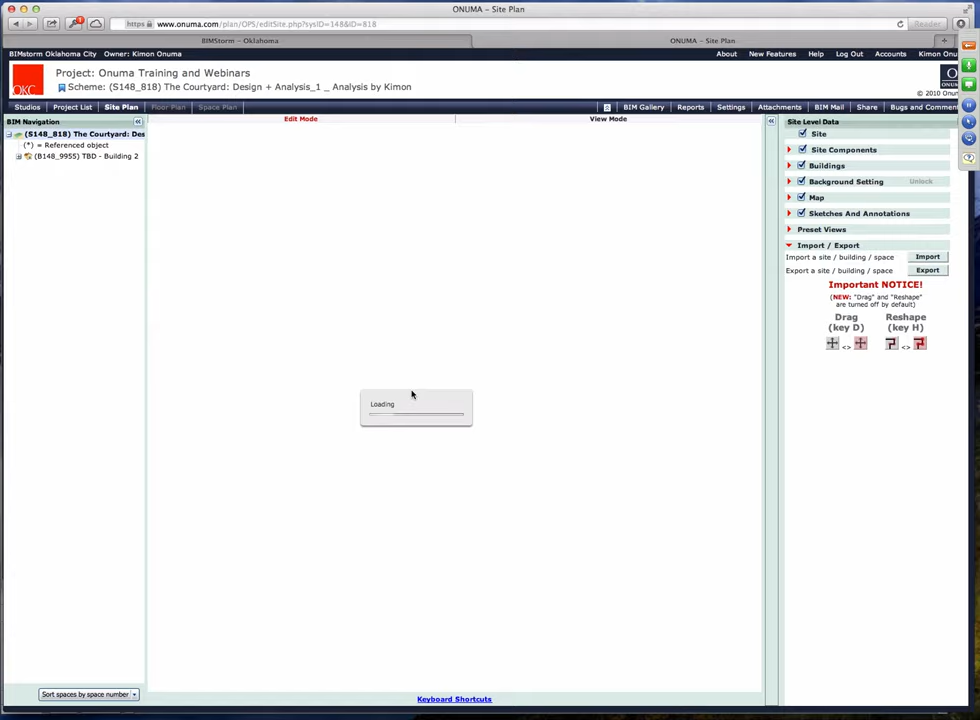 ONUMA – Site Plan
https www.onuma.com/plan/OPS/editSite.php?sysID=148&ID=818
Reader
BIMStorm – Oklahoma
ONUMA – Site Plan
BIMstorm Oklahoma City Owner: Kimon Onuma
About New Features Help Log Out Accounts Kimon Onu
OKC
Project: Onuma Training and Webinars
Scheme: (S148_818) The Courtyard: Design + Analysis_1 _ Analysis by Kimon
© 2010 Onu
Studios Project List Site Plan Floor Plan Space Plan
BIM Gallery Reports Settings Attachments BIM Mail Share Bugs and Commen
BIM Navigation
Edit Mode
View Mode
Site Level Data
(S148_818) The Courtyard: Des
(*) = Referenced object
(B148_9955) TBD - Building 2
Site
Site Components
Buildings
Background Setting Unlock
Map
Sketches And Annotations
Preset Views
Import / Export
Import a site / building / space Import
Export a site / building / space Export
Important NOTICE!
(NEW: "Drag" and "Reshape"
are turned off by default)
Drag
(key D)
Reshape
(key H)
<> <>
Loading
Sort spaces by space number
Keyboard Shortcuts